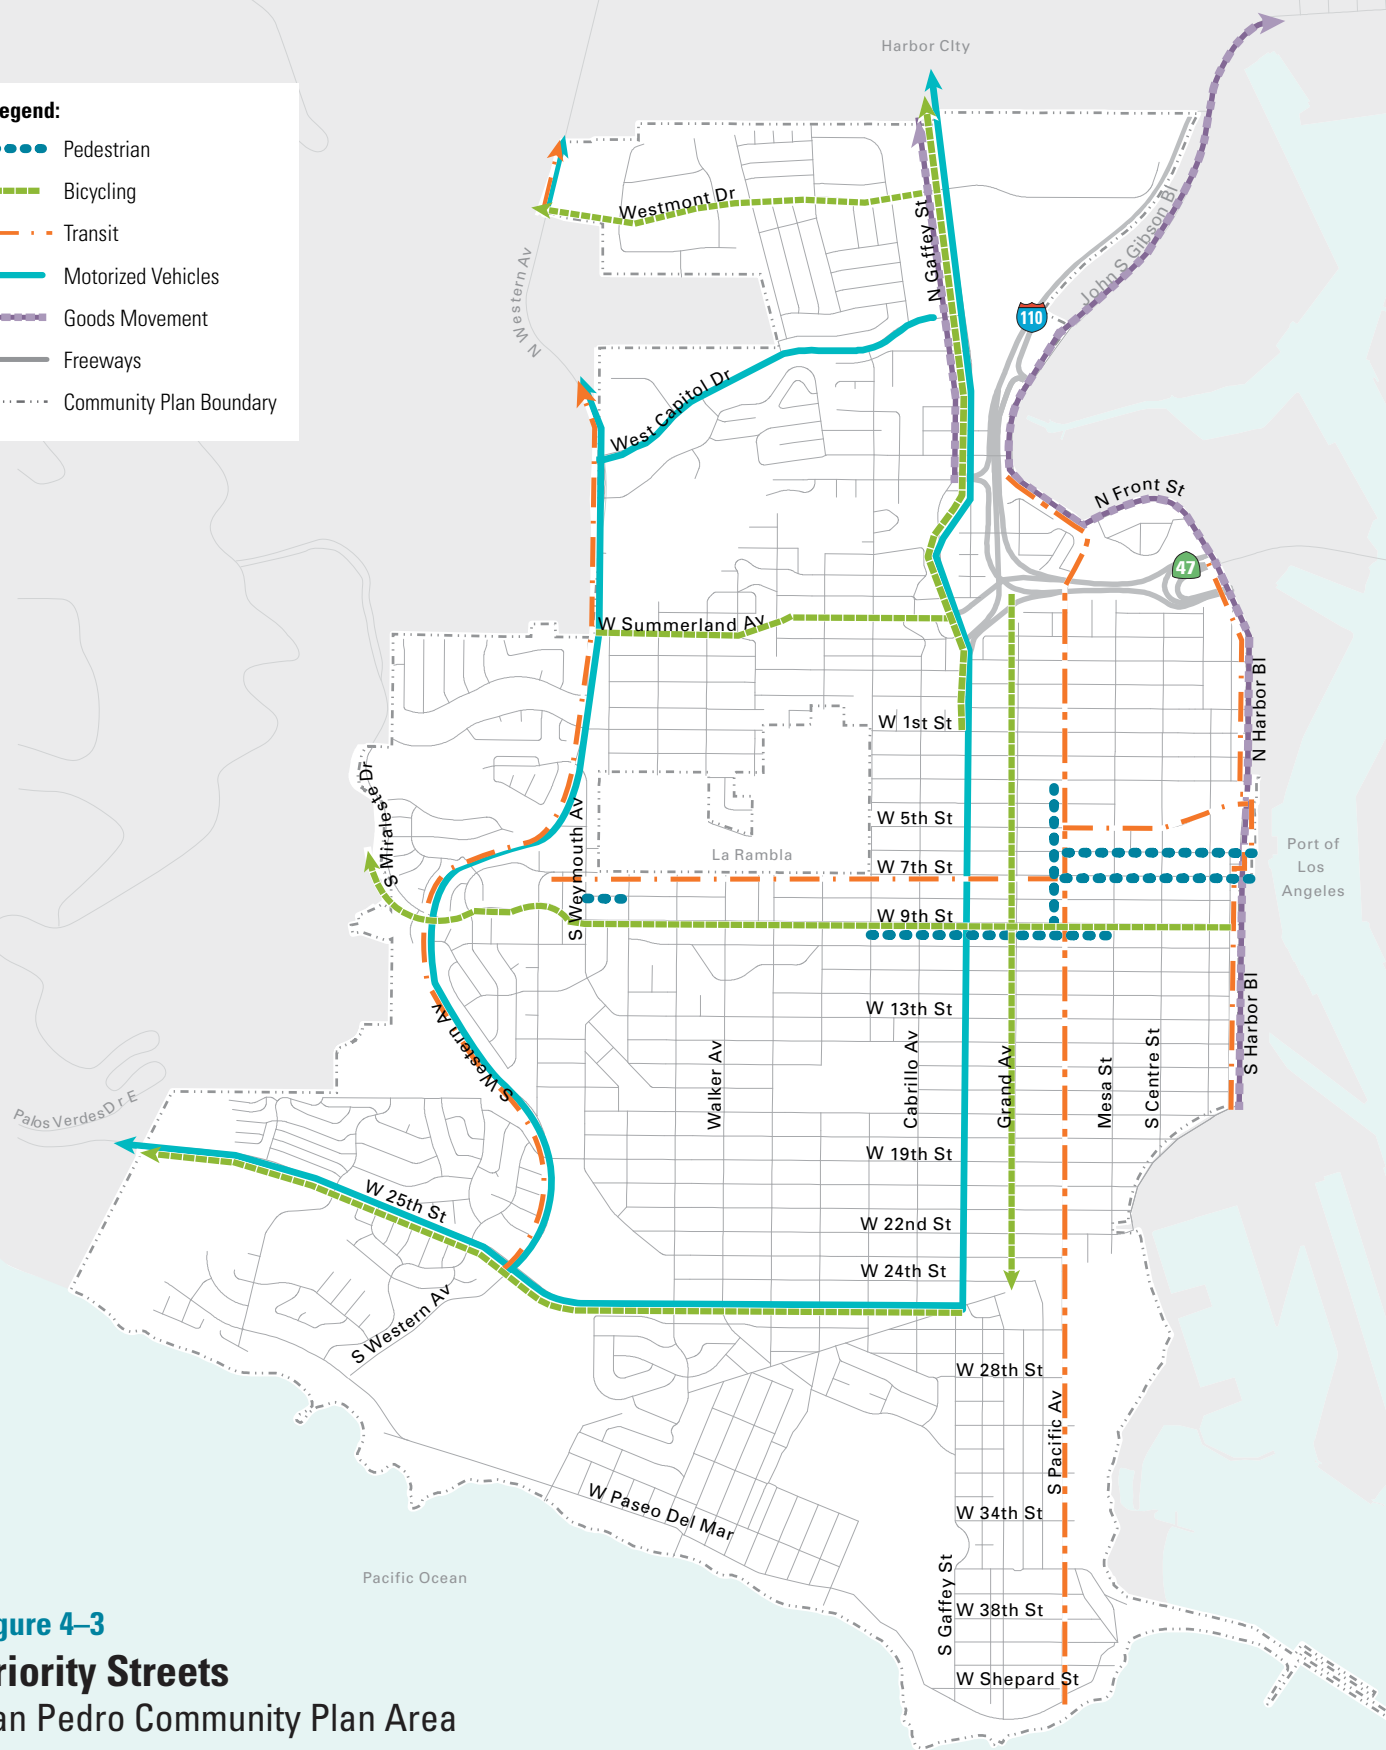 Harbor CIty
egend:
Pedestrian
Bicycling
Transit
Motorized Vehicles
Goods Movement
Freeways
Community Plan Boundary
Westmont Dr
N Gaffey St
John S Gibson Bl
N Western Av
110
West Capitol Dr
N Front St
47
W Summerland Av
N Harbor Bl
W 1st St
S Miraleste Dr
S Weymouth Av
W 5th St
La Rambla
W 7th St
Port of
Los
Angeles
W 9th St
S Western Av
W 13th St
S Harbor Bl
Walker Av
Cabrillo Av
Grand Av
Mesa St
S Centre St
Palos Verdes Dr E
W 19th St
W 25th St
W 22nd St
W 24th St
S Western Av
W 28th St
S Pacific Av
W Paseo Del Mar
W 34th St
Pacific Ocean
S Gaffey St
W 38th St
W Shepard St
gure 4–3
riority Streets
an Pedro Community Plan Area